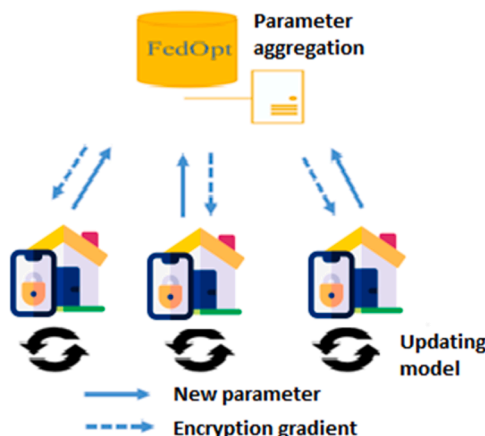 Parameter
aggregation
FedOpt
Updating
model
New parameter
Encryption gradient